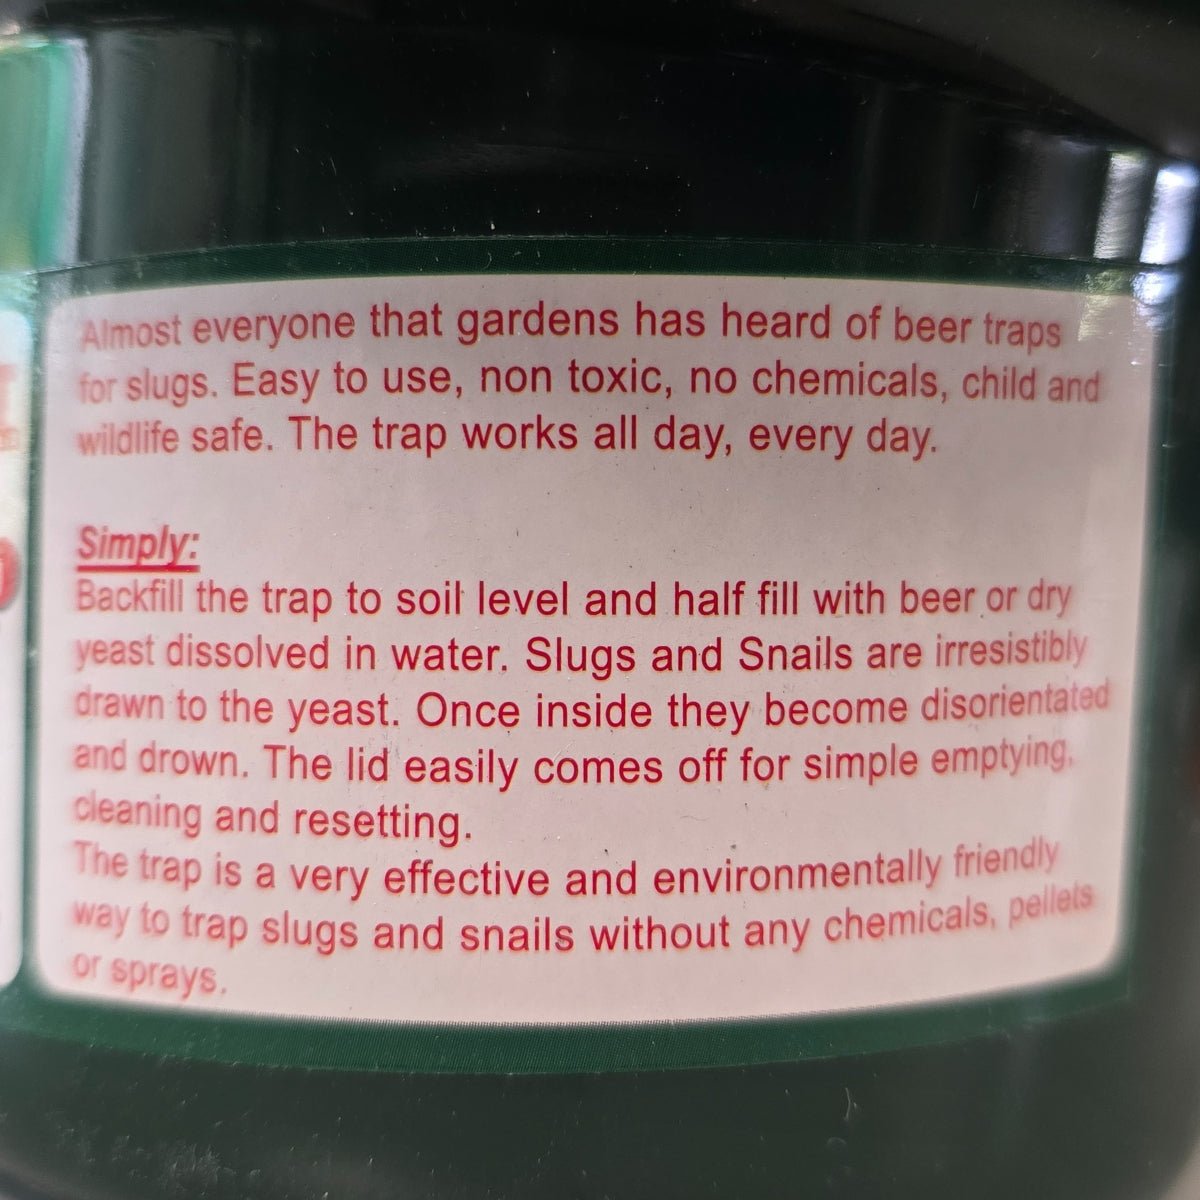 Almost everyone that gardens has heard of beer traps
for slugs. Easy to use, non toxic, no chemicals, child and
wildlife safe. The trap works all day, every day.
Simply:
Backfill the trap to soil level and half fill with beer or dry
yeast dissolved in water. Slugs and Snails are irresistibly
drawn to the yeast. Once inside they become disorientated
and drown. The lid easily comes off for simple emptying,
cleaning and resetting.
The trap is a very effective and environmentally friendly
way to trap slugs and snails without any chemicals, pellets
or sprays.